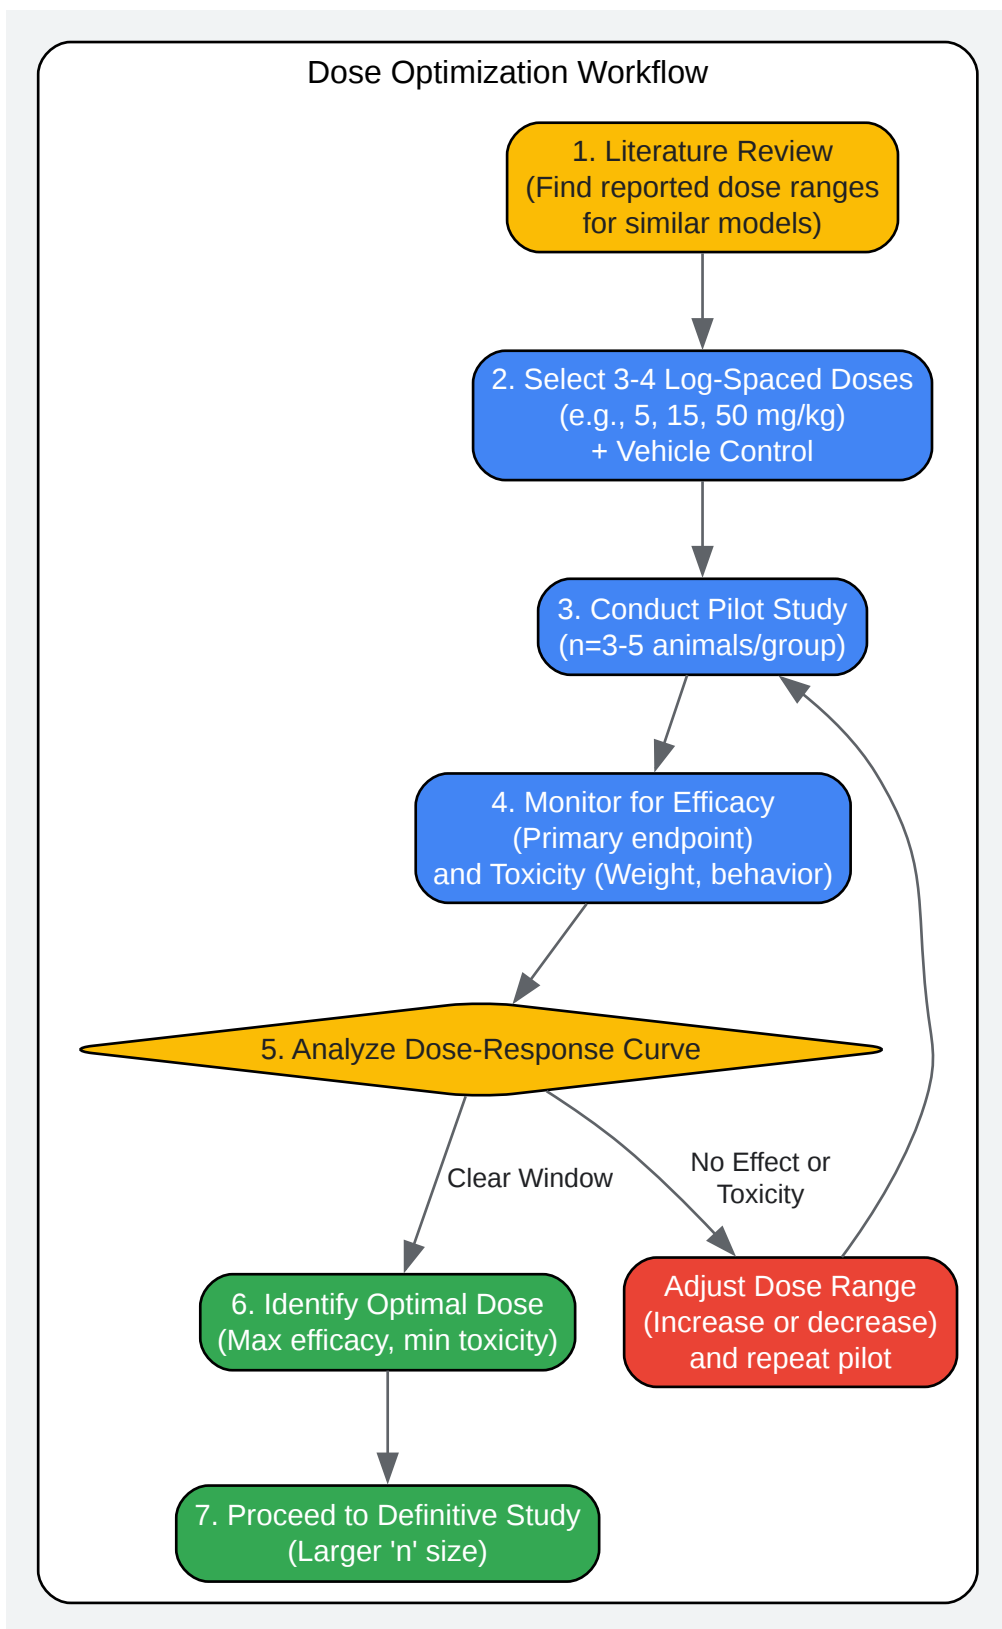 Dose Optimization Workflow
1. Literature Review
(Find reported dose ranges
for similar models)
2. Select 3-4 Log-Spaced Doses
(e.g., 5, 15, 50 mg/kg)
+ Vehicle Control
3. Conduct Pilot Study
(n=3-5 animals/group)
4. Monitor for Efficacy
(Primary endpoint)
and Toxicity (Weight, behavior)
5. Analyze Dose-Response Curve
Clear Window
No Effect or
Toxicity
6. Identify Optimal Dose
(Max efficacy, min toxicity)
Adjust Dose Range
(Increase or decrease)
and repeat pilot
7. Proceed to Definitive Study
(Larger 'n' size)